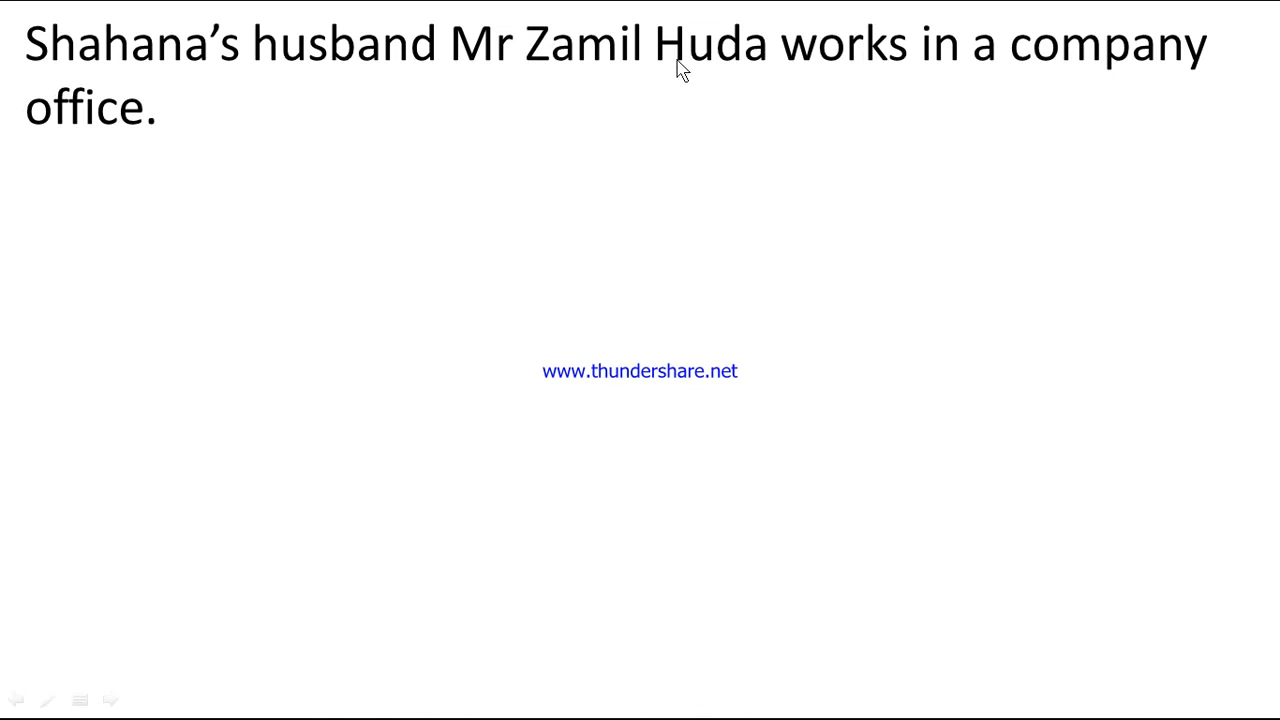 Shahana’s husband Mr Zamil Huda works in a company
office.
www.thundershare.net